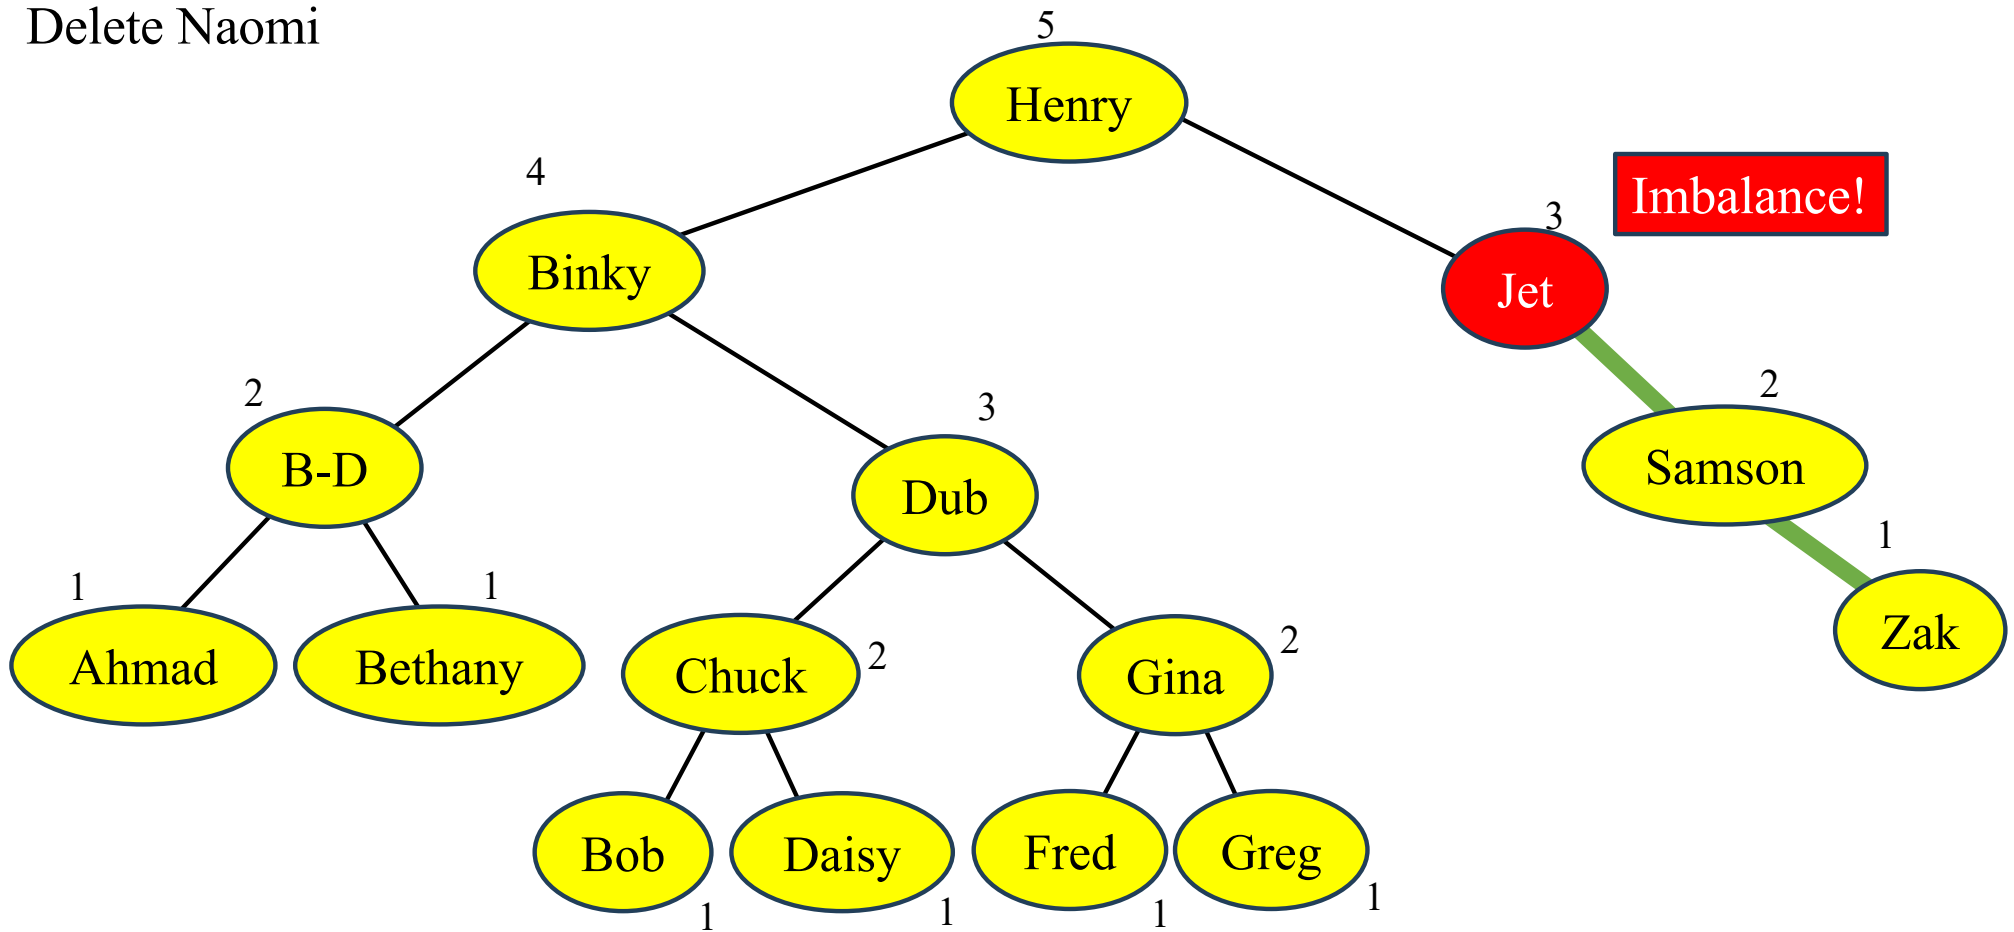 Delete Naomi
5
Henry
4
Imbalance!
3
Binky
Jet
2
3
2
B-D
Dub
Samson
1
1
1
Ahmad
Bethany
Chuck
2
Gina
2
Zak
Bob
Daisy
Fred
Greg
1
1
1
1